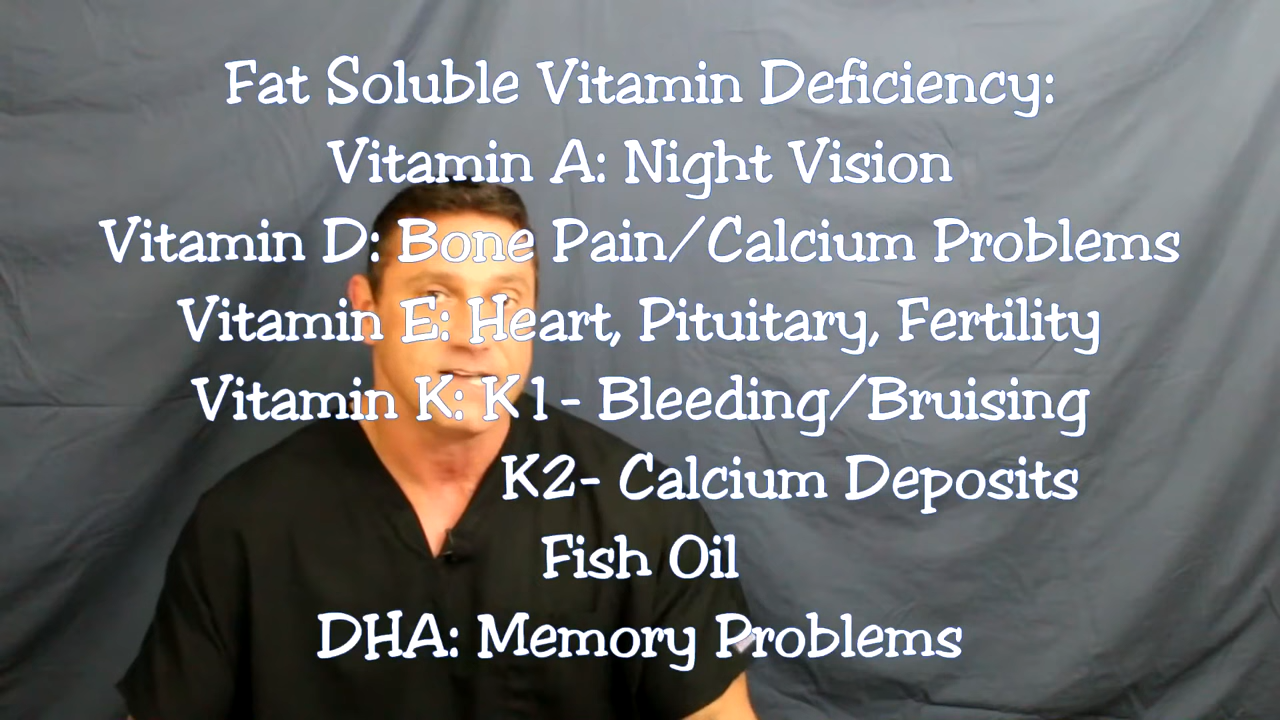 Fat Soluble Vitamin Deficiency:
Vitamin A: Night Vision
Vitamin D: Bone Pain/Calcium Problems
Vitamin E: Heart, Pituitary, Fertility
Vitamin K: K1- Bleeding/Bruising
K2- Calcium Deposits
Fish Oil
DHA: Memory Problems